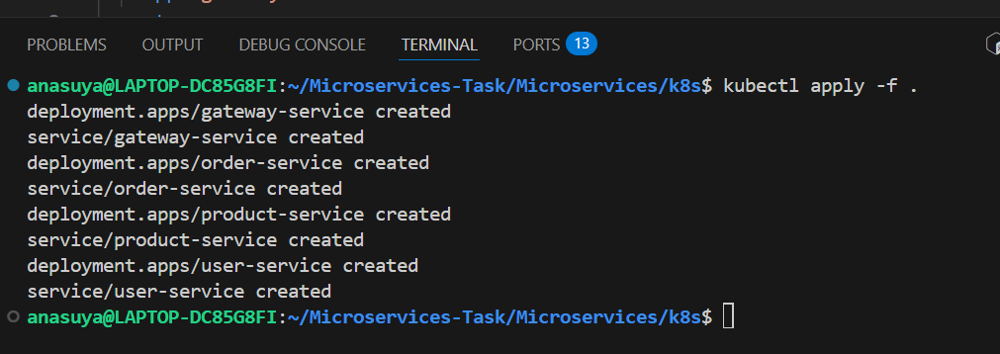 PROBLEMS OUTPUT DEBUG CONSOLE TERMINAL PORTS 13
anasuya@LAPTOP-DC85G8FI:~/Microservices-Task/Microservices/k8s$ kubectl apply -f .
deployment.apps/gateway-service created
service/gateway-service created
deployment.apps/order-service created
service/order-service created
deployment.apps/product-service created
service/product-service created
deployment.apps/user-service created
service/user-service created
anasuya@LAPTOP-DC85G8FI:~/Microservices-Task/Microservices/k8s$